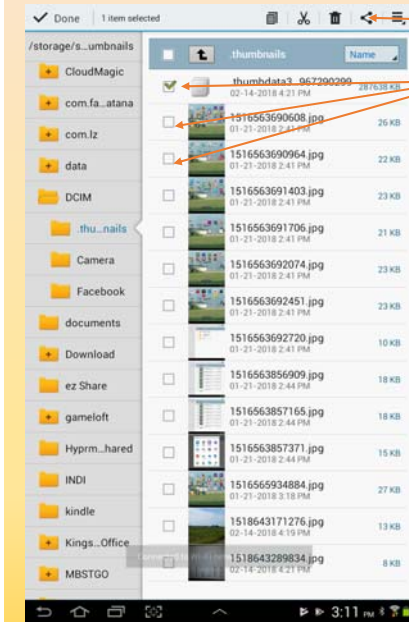 Done 1 item selected
/storage/s...umbnails
.thumbnails
Name
CloudMagic
com.fa...atana
com.lz
data
DCIM
.thu...nails
Camera
Facebook
documents
Download
ez Share
gameloft
Hyprm...hared
INDI
kindle
Kings...Office
MBSTGO
.thumbdata3...967290299
02-14-2018 4:21 PM
287638 KB
1516563690608.jpg
01-21-2018 2:41 PM
26 KB
1516563690964.jpg
01-21-2018 2:41 PM
22 KB
1516563691403.jpg
01-21-2018 2:41 PM
23 KB
1516563691706.jpg
01-21-2018 2:41 PM
21 KB
1516563692074.jpg
01-21-2018 2:41 PM
23 KB
1516563692451.jpg
01-21-2018 2:41 PM
23 KB
1516563692720.jpg
01-21-2018 2:41 PM
10 KB
1516563856909.jpg
01-21-2018 2:44 PM
18 KB
1516563857165.jpg
01-21-2018 2:44 PM
18 KB
1516563857371.jpg
01-21-2018 2:44 PM
15 KB
1516565934884.jpg
01-21-2018 3:18 PM
27 KB
1518643171276.jpg
02-14-2018 4:19 PM
13 KB
1518643289834.jpg
02-14-2018 4:21 PM
8 KB
3:11 PM